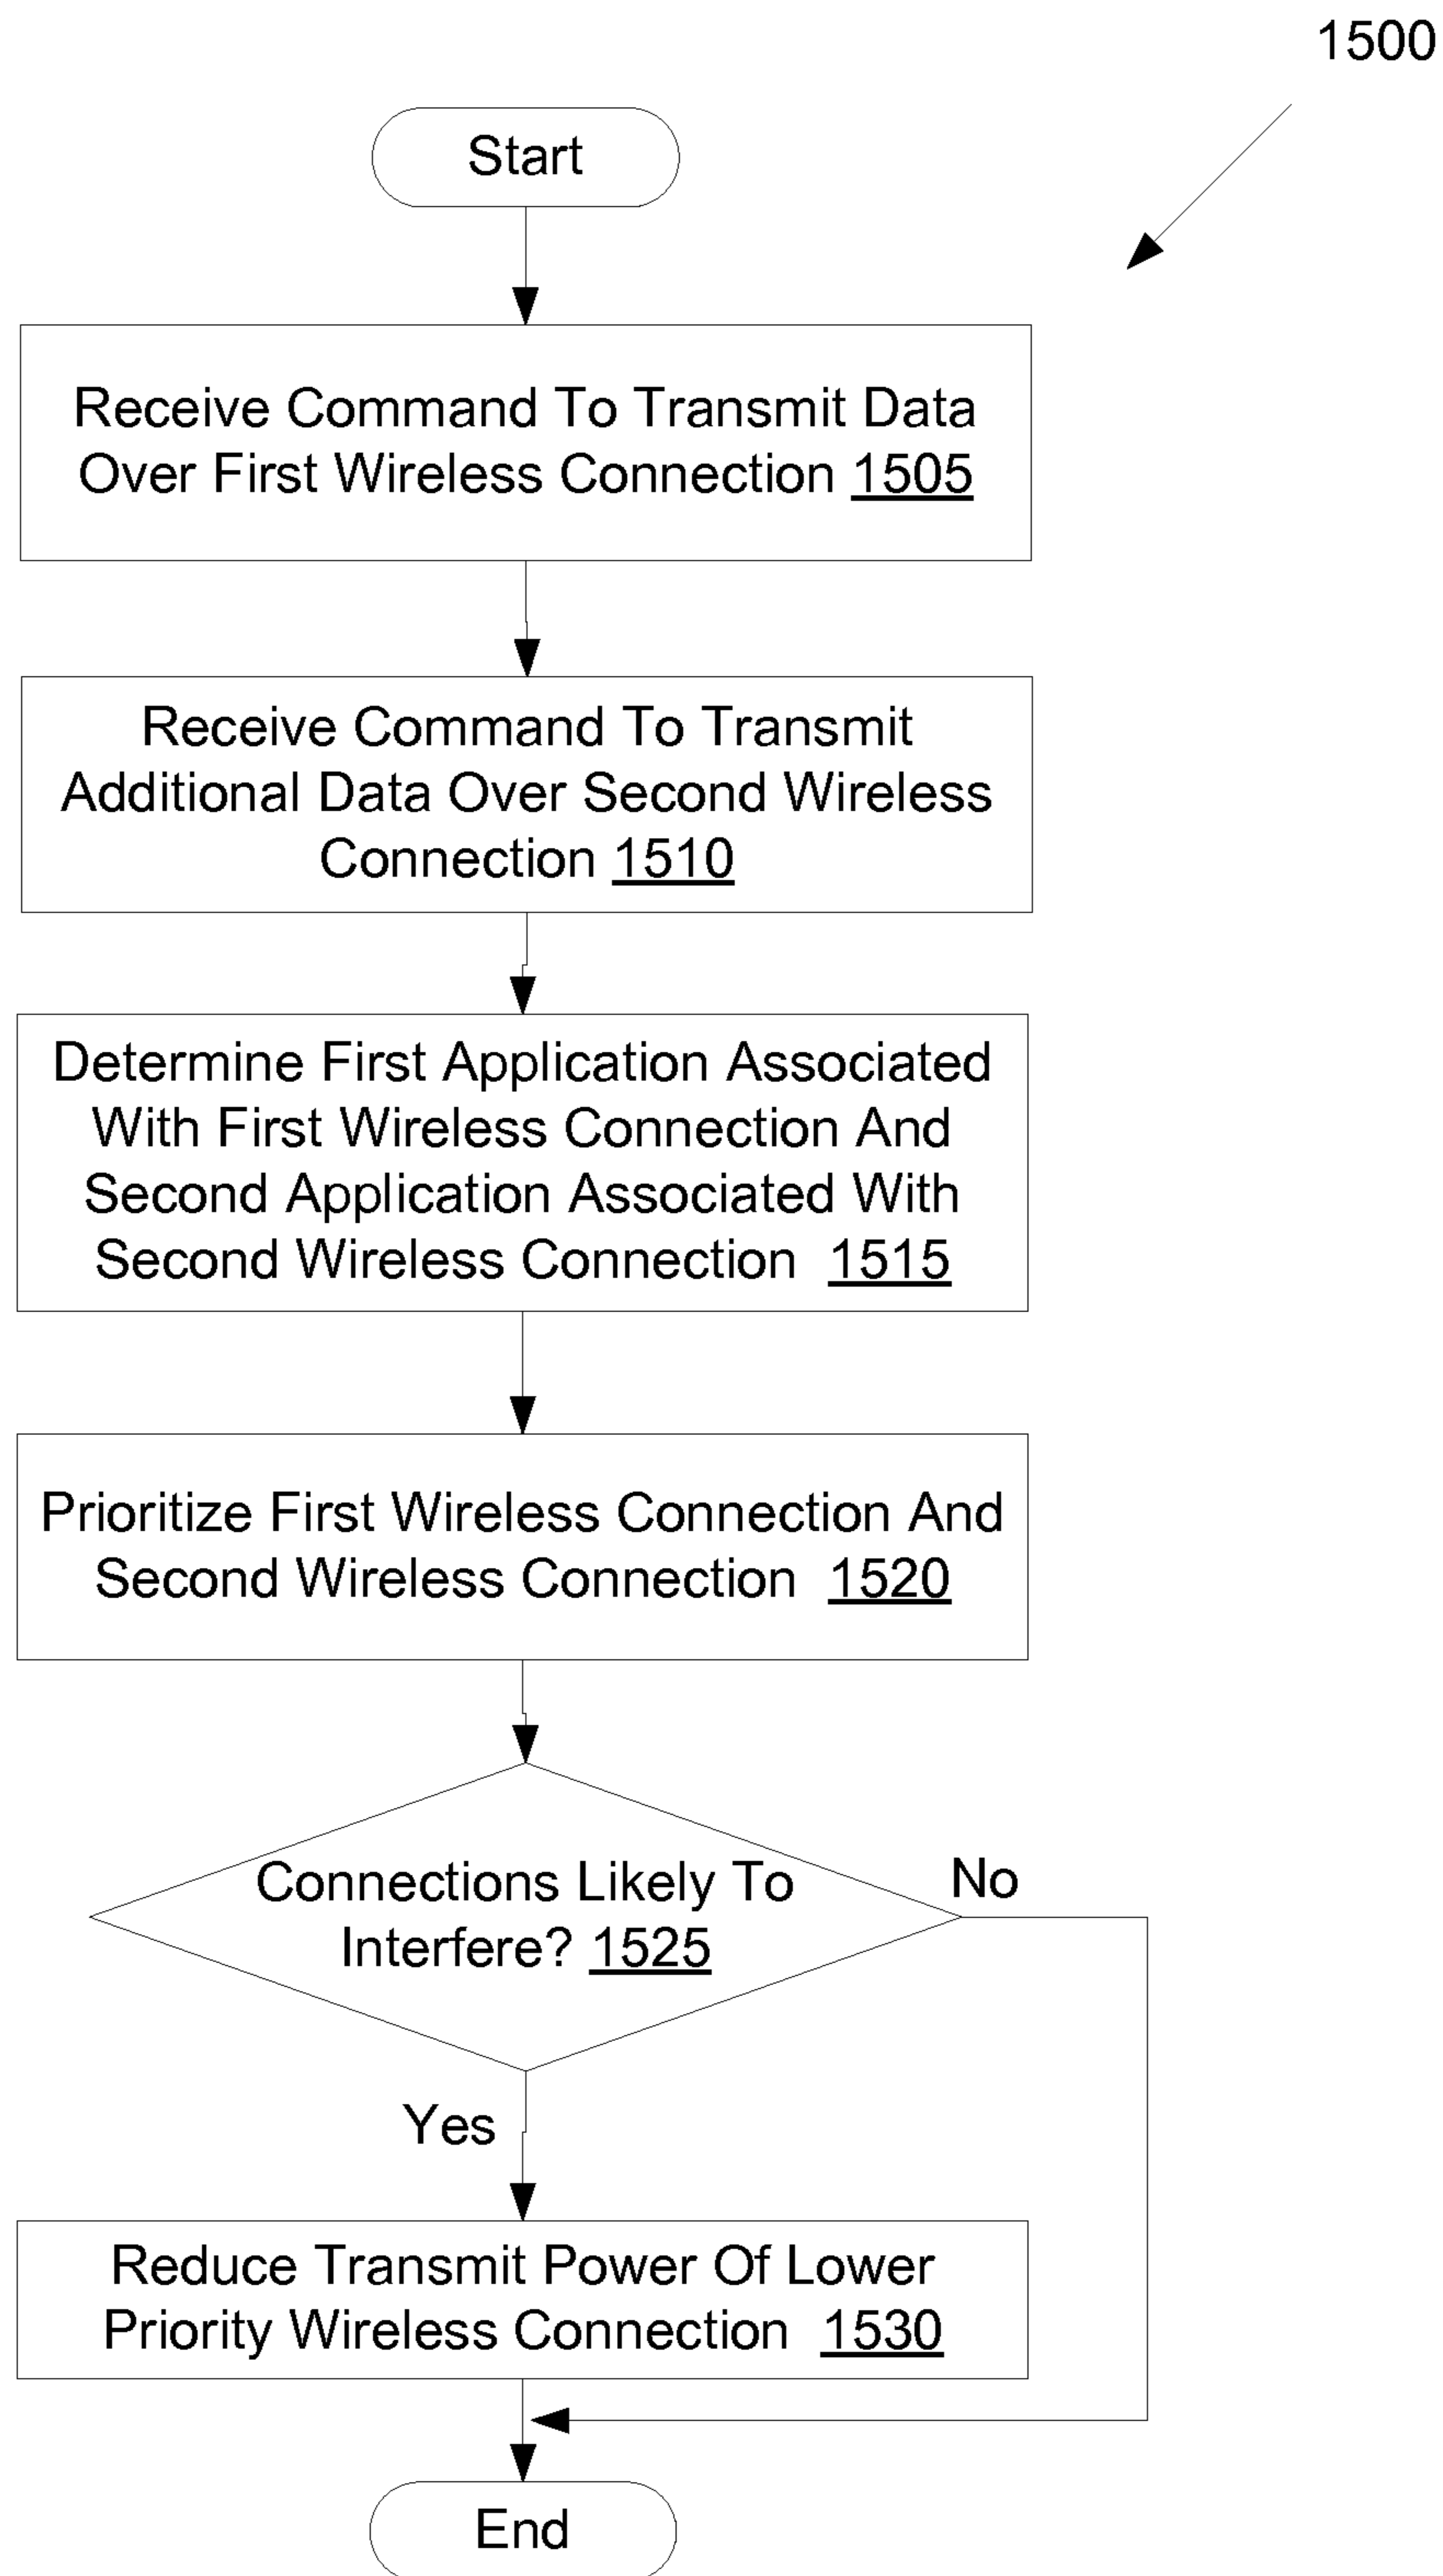 1500
Start
Receive Command To Transmit Data
Over First Wireless Connection 1505
Receive Command To Transmit
Additional Data Over Second Wireless
Connection 1510
Determine First Application Associated
With First Wireless Connection And
Second Application Associated With
Second Wireless Connection 1515
Prioritize First Wireless Connection And
Second Wireless Connection 1520
Connections Likely To
Interfere? 1525
No
Yes
Reduce Transmit Power Of Lower
Priority Wireless Connection 1530
End